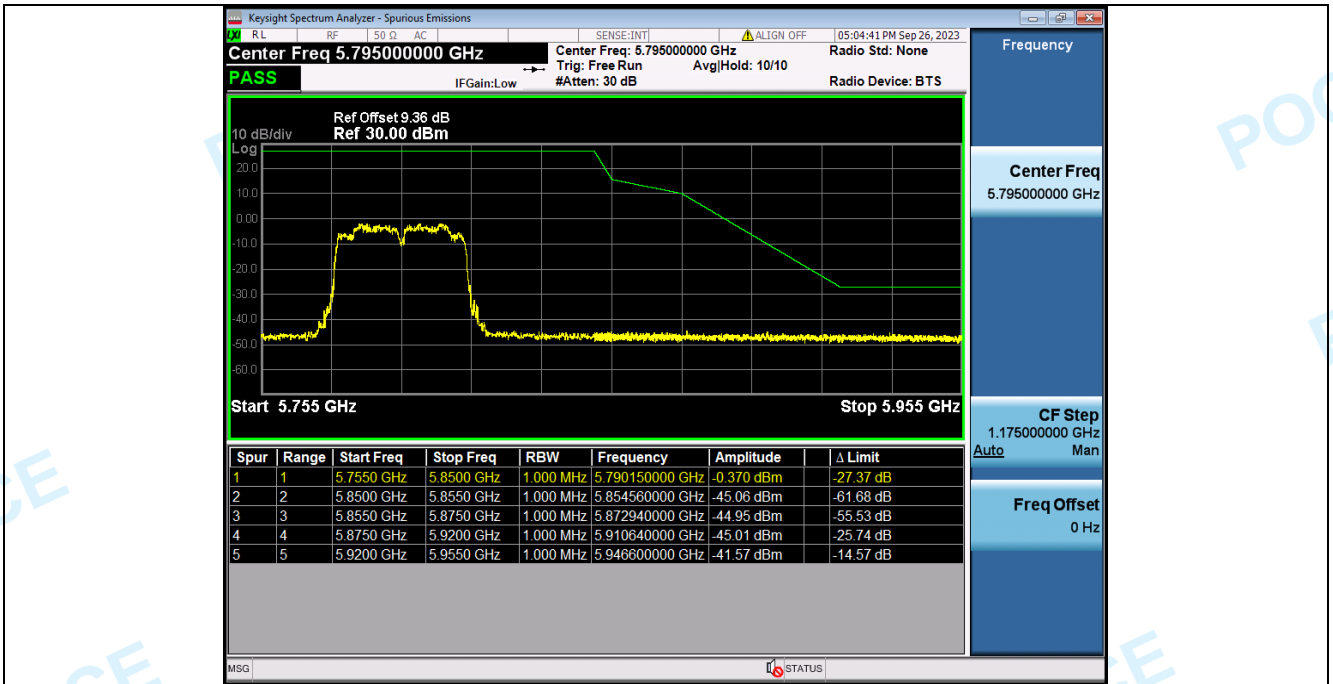 Keysight Spectrum Analyzer - Spurious Emissions
LXI RL RF 50 Ω AC SENSE:INT ALIGN OFF 05:04:41 PM Sep 26, 2023
Center Freq 5.795000000 GHz
Center Freq: 5.795000000 GHz
Radio Std: None
Trig: Free Run Avg|Hold: 10/10
PASS
IFGain:Low
#Atten: 30 dB
Radio Device: BTS
Ref Offset 9.36 dB
10 dB/div Ref 30.00 dBm
Log
20.0
10.0
0.00
-10.0
-20.0
-30.0
-40.0
-50.0
-60.0
Start 5.755 GHz Stop 5.955 GHz
Spur Range Start Freq Stop Freq RBW Frequency Amplitude Δ Limit
1 1 5.7550 GHz 5.8500 GHz 1.000 MHz 5.790150000 GHz -0.370 dBm -27.37 dB
2 2 5.8500 GHz 5.8550 GHz 1.000 MHz 5.854560000 GHz -45.06 dBm -61.68 dB
3 3 5.8550 GHz 5.8750 GHz 1.000 MHz 5.872940000 GHz -44.95 dBm -55.53 dB
4 4 5.8750 GHz 5.9200 GHz 1.000 MHz 5.910640000 GHz -45.01 dBm -25.74 dB
5 5 5.9200 GHz 5.9550 GHz 1.000 MHz 5.946600000 GHz -41.57 dBm -14.57 dB
MSG STATUS
Frequency
Center Freq
5.795000000 GHz
CF Step
1.175000000 GHz
Auto Man
Freq Offset
0 Hz